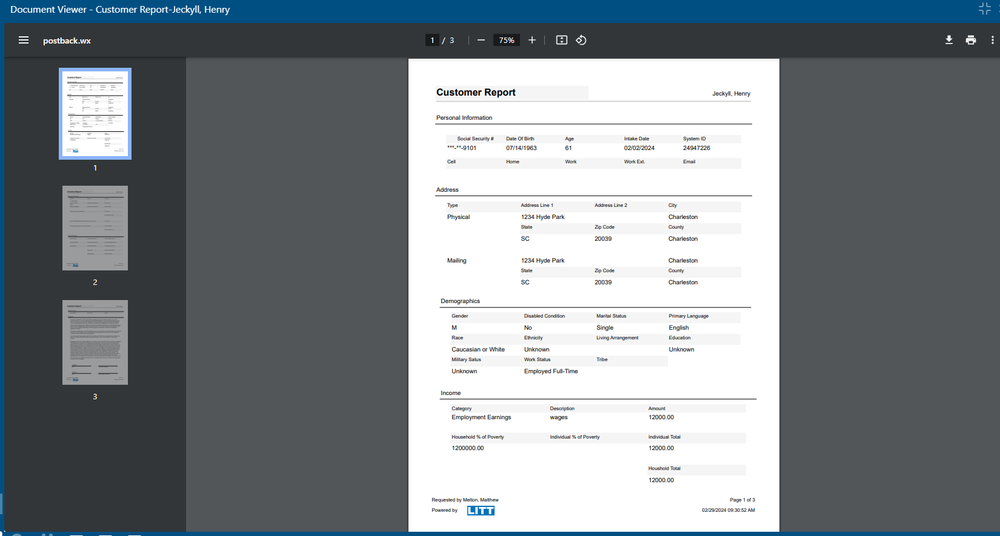 Document Viewer - Customer Report-Jeckyll, Henry
postback.wx
1 / 3
75%
1
2
3
Customer Report
Jeckyll, Henry
Personal Information
Social Security # Date Of Birth Age Intake Date System ID
***-**-9101 07/14/1963 61 02/02/2024 24947226
Cell Home Work Work Ext. Email
Address
Type Address Line 1 Address Line 2 City
Physical 1234 Hyde Park Charleston
State Zip Code County
SC 20039 Charleston
Mailing 1234 Hyde Park Charleston
State Zip Code County
SC 20039 Charleston
Demographics
Gender Disabled Condition Marital Status Primary Language
M No Single English
Race Ethnicity Living Arrangement Education
Caucasian or White Unknown Unknown
Military Satus Work Status Tribe
Unknown Employed Full-Time
Income
Category Description Amount
Employment Earnings wages 12000.00
Household % of Poverty Individual % of Poverty Individual Total
1200000.00 12000.00
Houshold Total
12000.00
Requested by Melton, Matthew Page 1 of 3
Powered by LITT 02/29/2024 09:30:52 AM